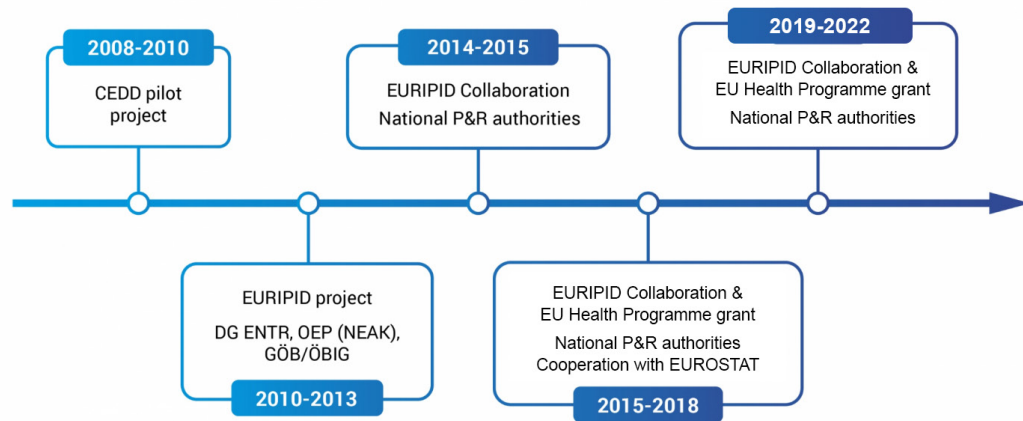 2008-2010
CEDD pilot
project
EURIPID project
DG ENTR, OEP (NEAK),
GÖB/ÖBIG
2010-2013
2014-2015
EURIPID Collaboration
National P&R authorities
EURIPID Collaboration &
EU Health Programme grant
National P&R authorities
Cooperation with EUROSTAT
2015-2018
2019-2022
EURIPID Collaboration &
EU Health Programme grant
National P&R authorities